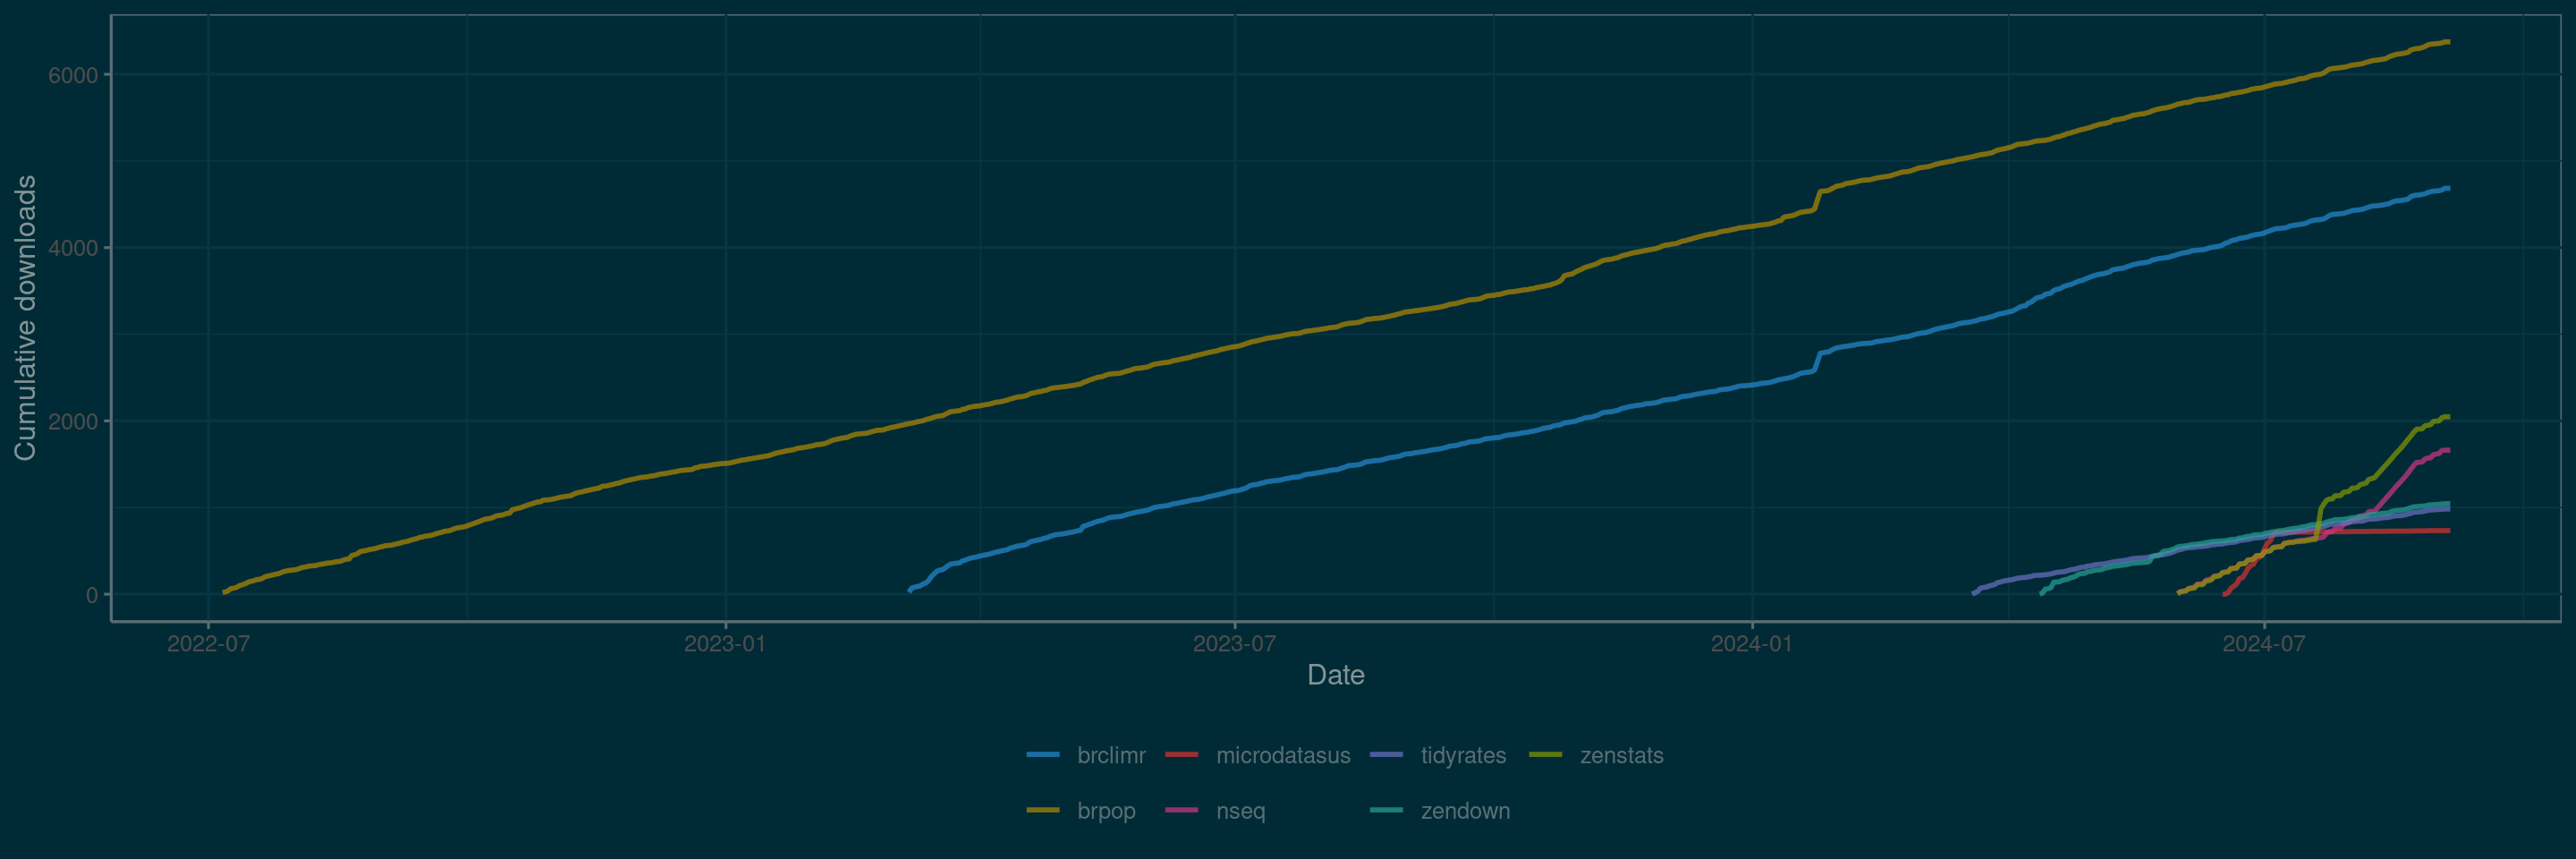 Cumulative downloads
6000
4000
2000
0
2022-07 2023-01 2023-07 2024-01 2024-07
Date
brclimr microdatasus tidyrates zenstats
brpop nseq zendown